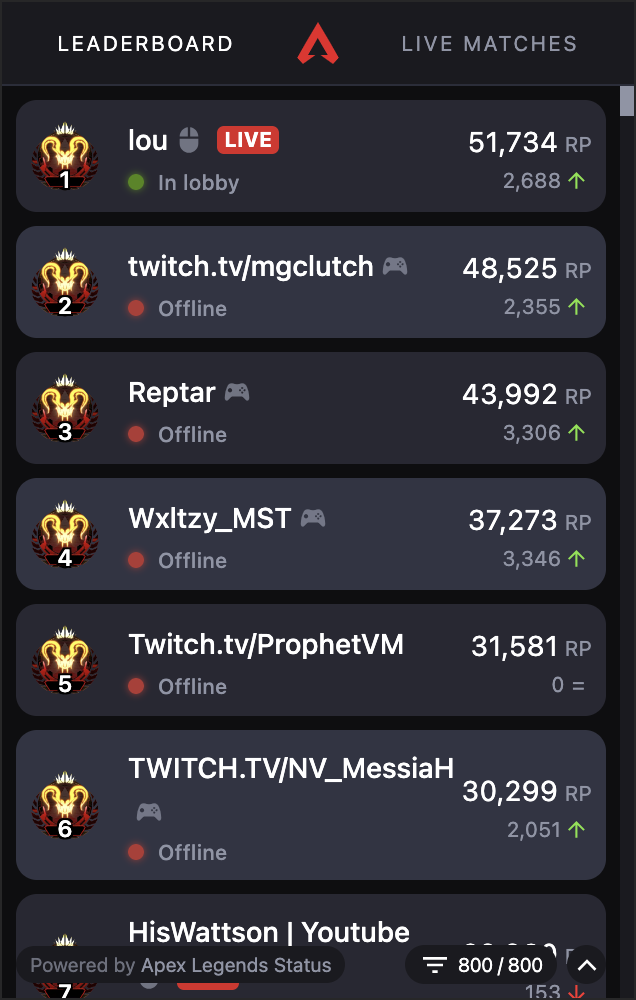 LEADERBOARD
LIVE MATCHES
lou LIVE
51,734 RP
1
In lobby
2,688 ↑
twitch.tv/mgclutch
48,525 RP
2
Offline
2,355 ↑
Reptar
43,992 RP
3
Offline
3,306 ↑
Wxltzy_MST
37,273 RP
4
Offline
3,346 ↑
Twitch.tv/ProphetVM
31,581 RP
5
Offline
0 =
TWITCH.TV/NV_MessiaH
30,299 RP
6
Offline
2,051 ↑
HisWattson | Youtube
Powered by Apex Legends Status
800/800
7
153 ↓